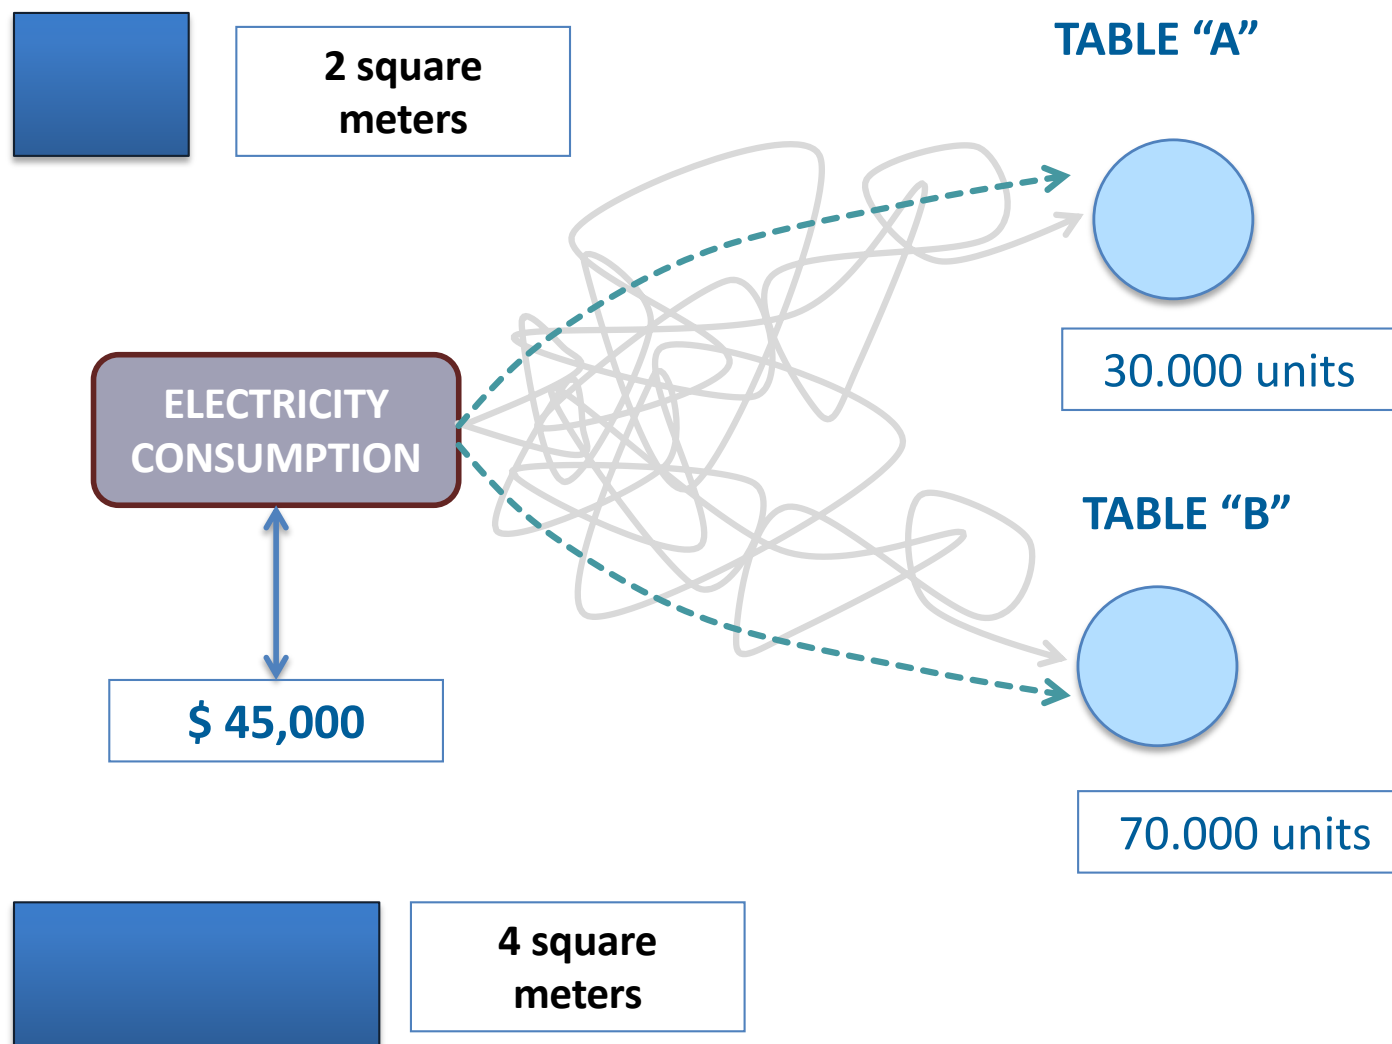 2 square
meters
TABLE “A”
30.000 units
ELECTRICITY
CONSUMPTION
$ 45,000
TABLE “B”
70.000 units
4 square
meters